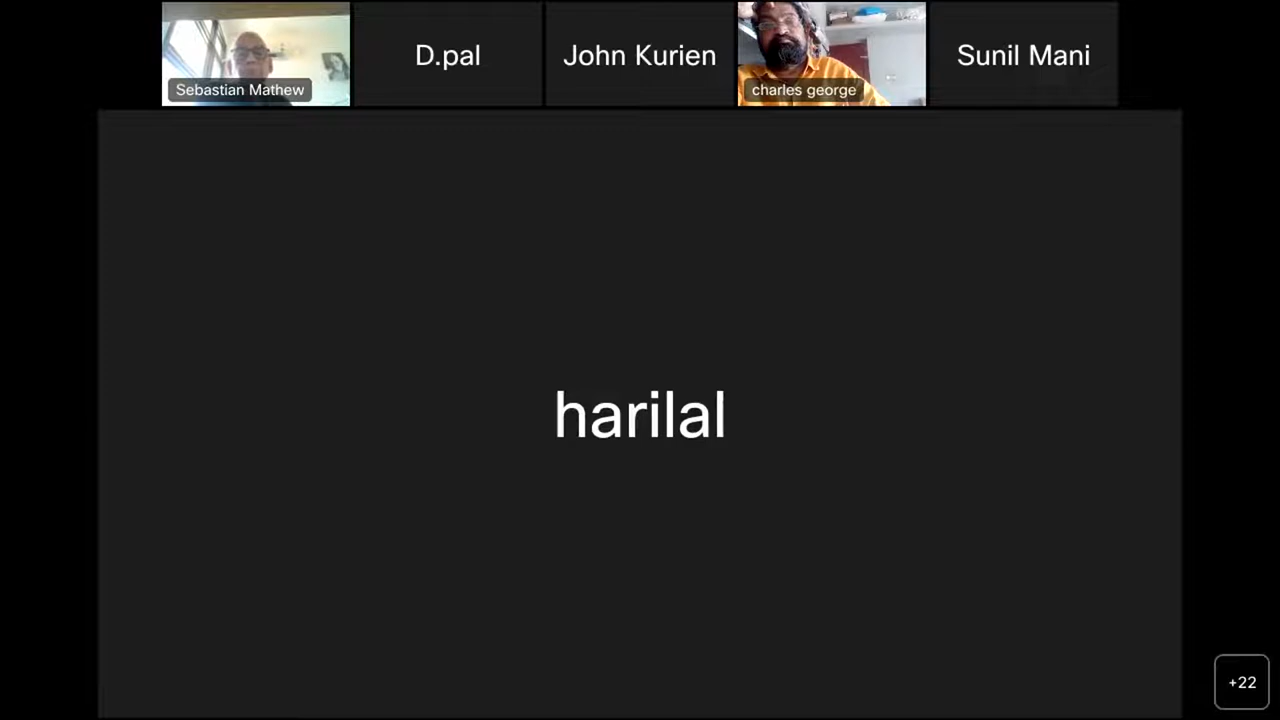 Sebastian Mathew
D.pal
John Kurien
charles george
Sunil Mani
harilal
+22